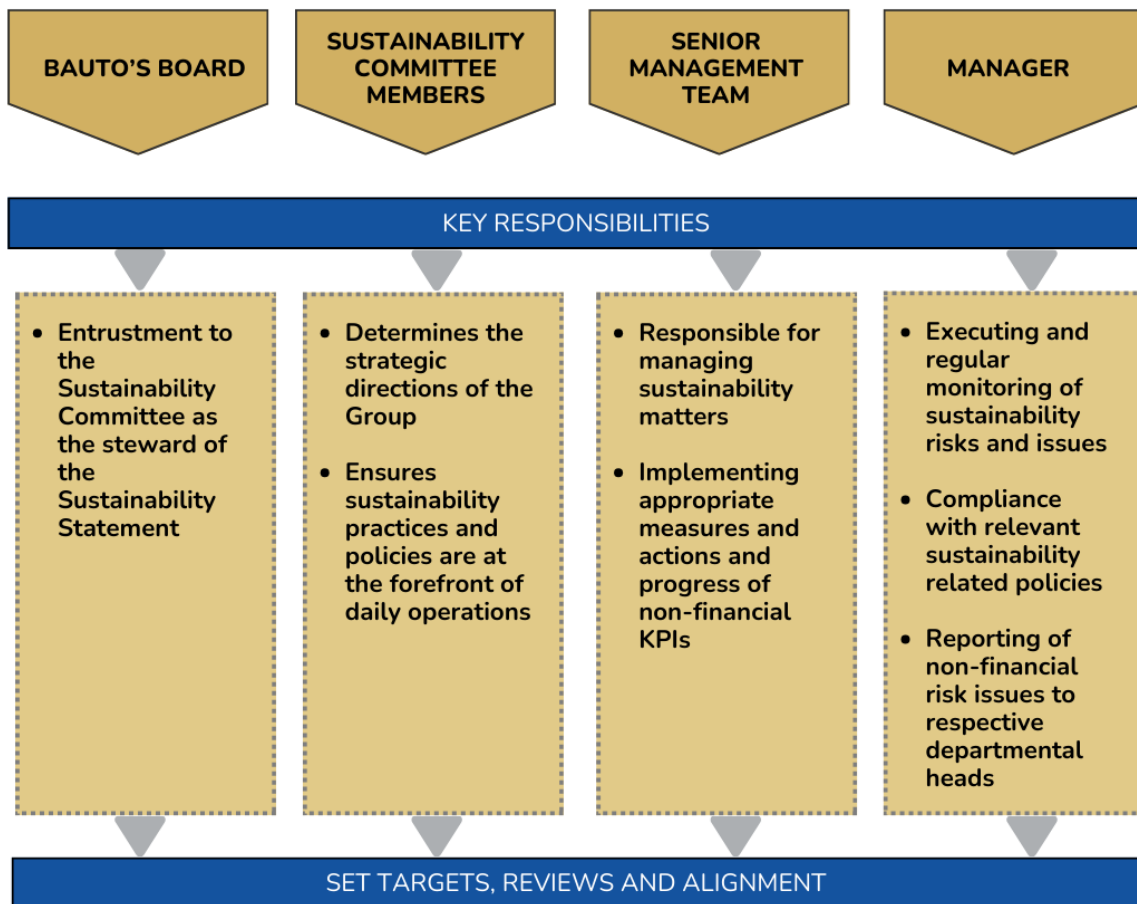 BAUTO'S BOARD
SUSTAINABILITY
COMMITTEE
MEMBERS
SENIOR
MANAGEMENT
TEAM
MANAGER
KEY RESPONSIBILITIES
• Entrustment to
the
Sustainability
Committee as
the steward of
the
Sustainability
Statement
• Determines the
strategic
directions of the
Group
• Ensures
sustainability
practices and
policies are at
the forefront of
daily operations
• Responsible for
managing
sustainability
matters
• Implementing
appropriate
measures and
actions and
progress of
non-financial
KPIs
• Executing and
regular
monitoring of
sustainability
risks and issues
• Compliance
with relevant
sustainability
related policies
• Reporting of
non-financial
risk issues to
respective
departmental
heads
SET TARGETS, REVIEWS AND ALIGNMENT